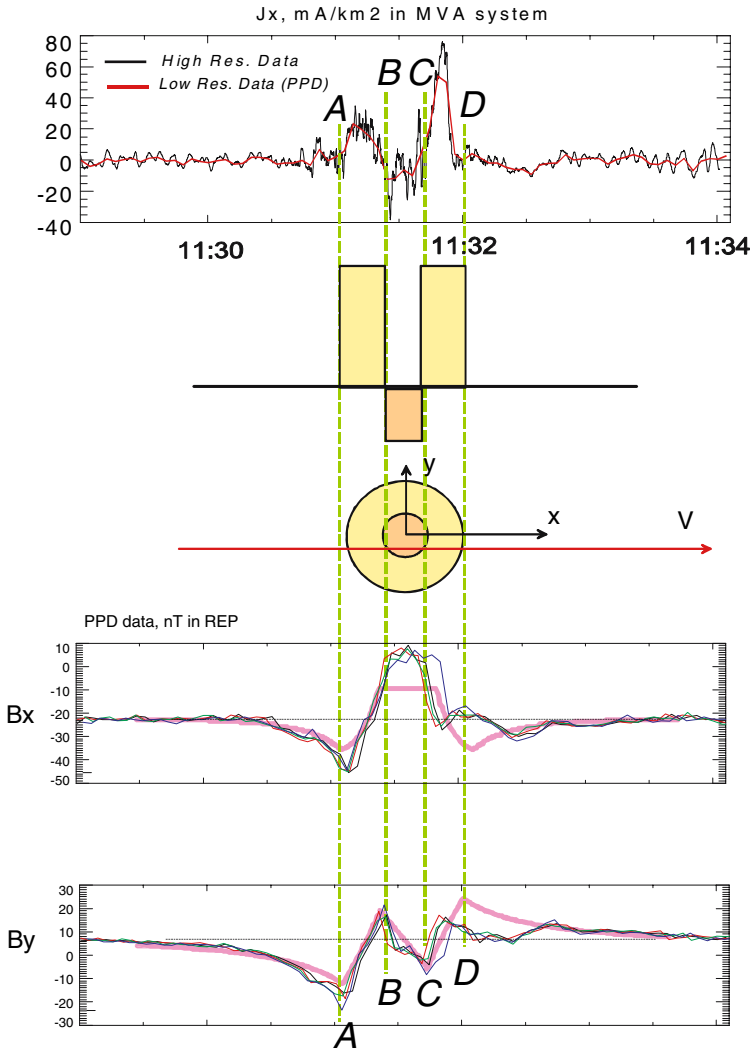 Jx, mA/km2 in MVA system
High Res. Data
Low Res. Data (PPD)
A
B
C
D
80
60
40
20
0
-20
-40
11:30
11:32
11:34
y
x
V
PPD data, nT in REP
Bx
10
0
-10
-20
-30
-40
-50
By
30
20
10
0
-10
-20
-30
A
B
C
D